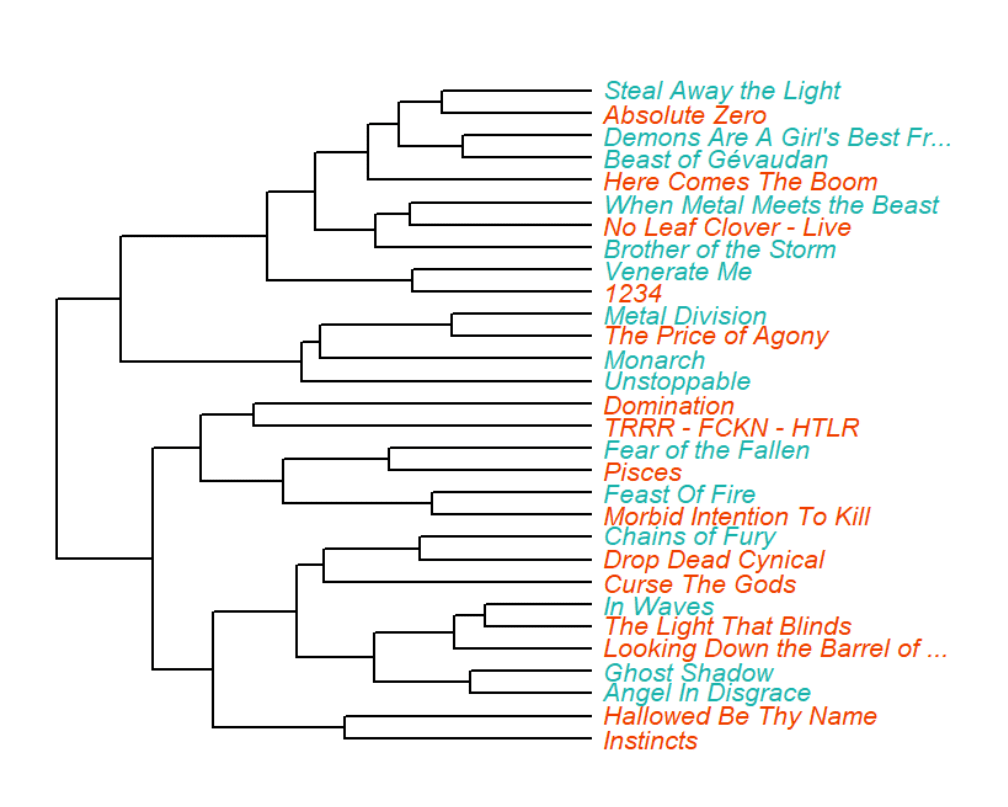 Steal Away the Light
Absolute Zero
Demons Are A Girl's Best Fr...
Beast of Gévaudan
Here Comes The Boom
When Metal Meets the Beast
No Leaf Clover - Live
Brother of the Storm
Venerate Me
1234
Metal Division
The Price of Agony
Monarch
Unstoppable
Domination
TRRR - FCKN - HTLR
Fear of the Fallen
Pisces
Feast Of Fire
Morbid Intention To Kill
Chains of Fury
Drop Dead Cynical
Curse The Gods
In Waves
The Light That Blinds
Looking Down the Barrel of ...
Ghost Shadow
Angel In Disgrace
Hallowed Be Thy Name
Instincts